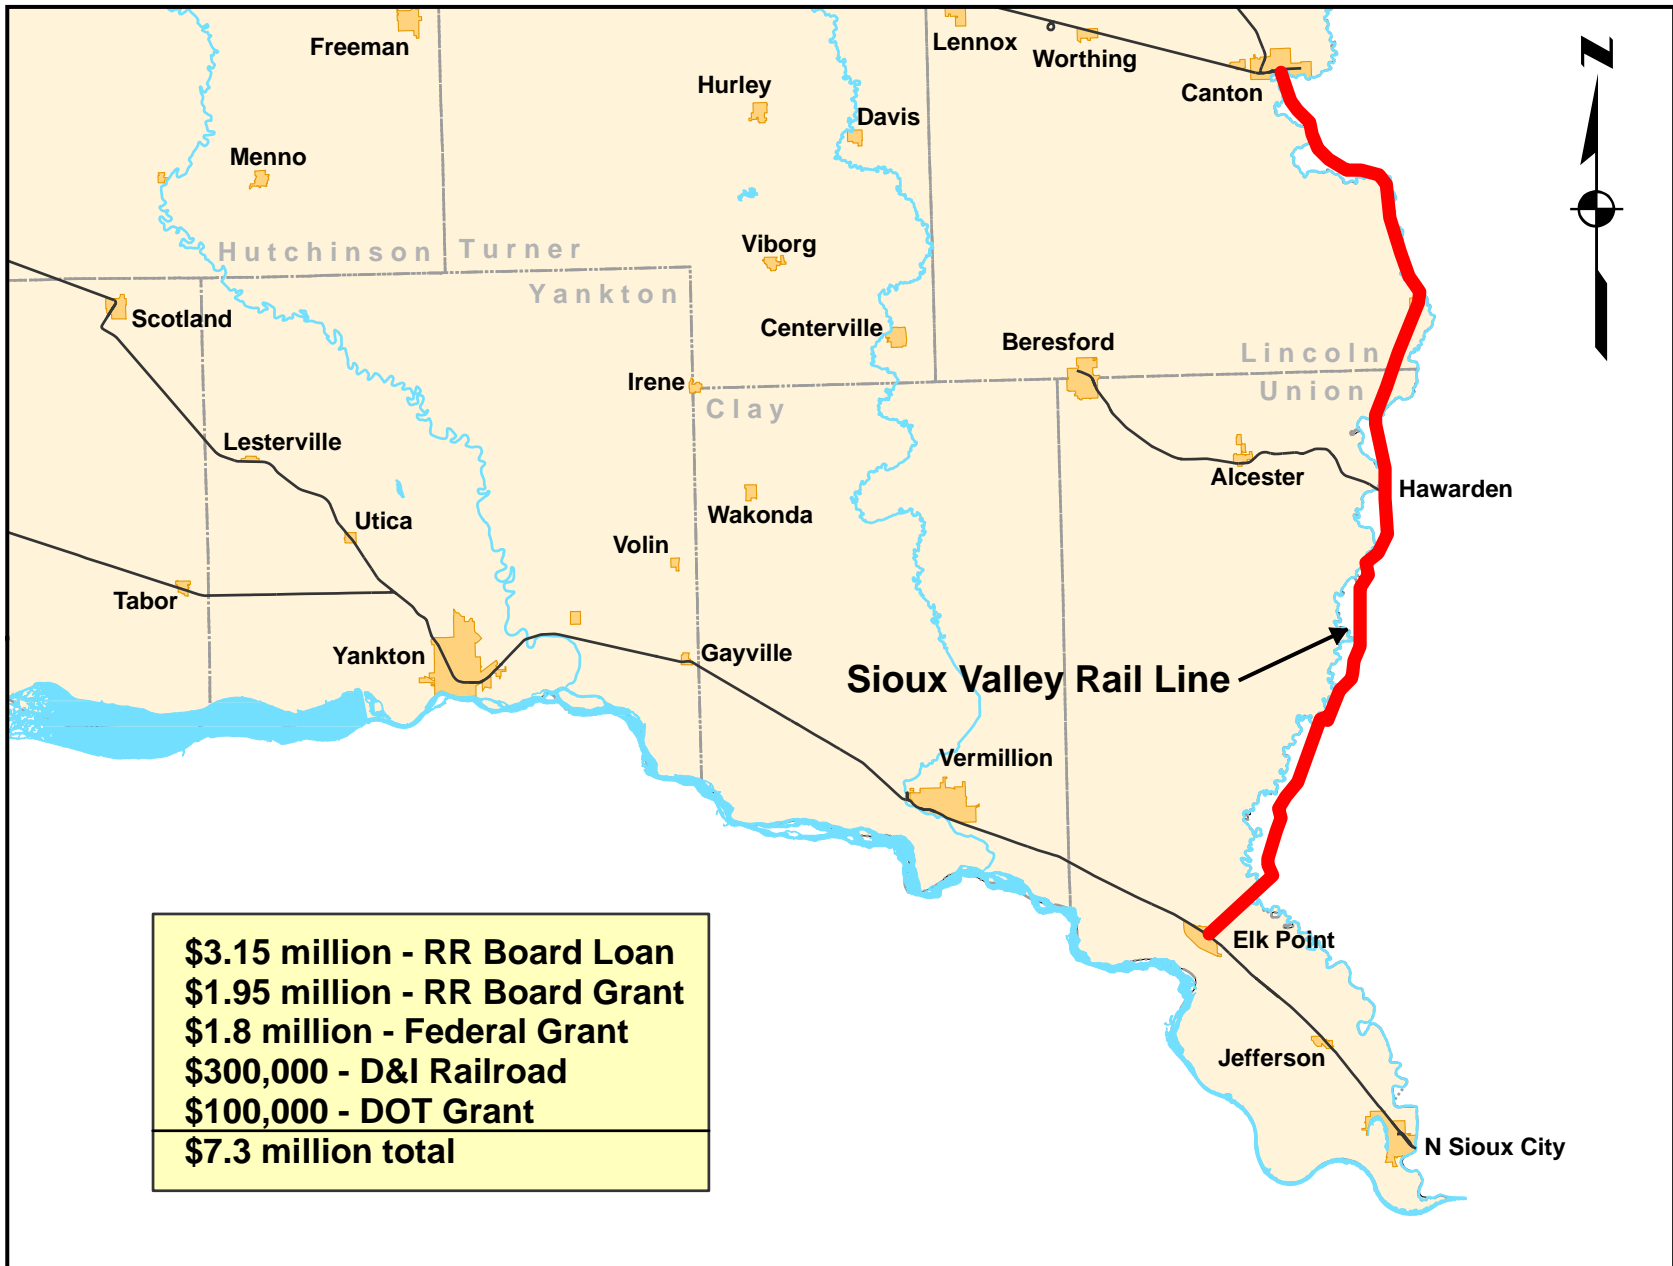 Freeman
Lennox
Worthing
N
Hurley
Canton
Davis
Menno
Hutchinson
Turner
Viborg
Yankton
Scotland
Centerville
Beresford
Lincoln
Irene
Union
Clay
Lesterville
Alcester
Hawarden
Utica
Wakonda
Volin
Tabor
Yankton
Gayville
Sioux Valley Rail Line
Vermillion
Elk Point
$3.15 million - RR Board Loan
$1.95 million - RR Board Grant
$1.8 million - Federal Grant
$300,000 - D&I Railroad
$100,000 - DOT Grant
$7.3 million total
Jefferson
N Sioux City